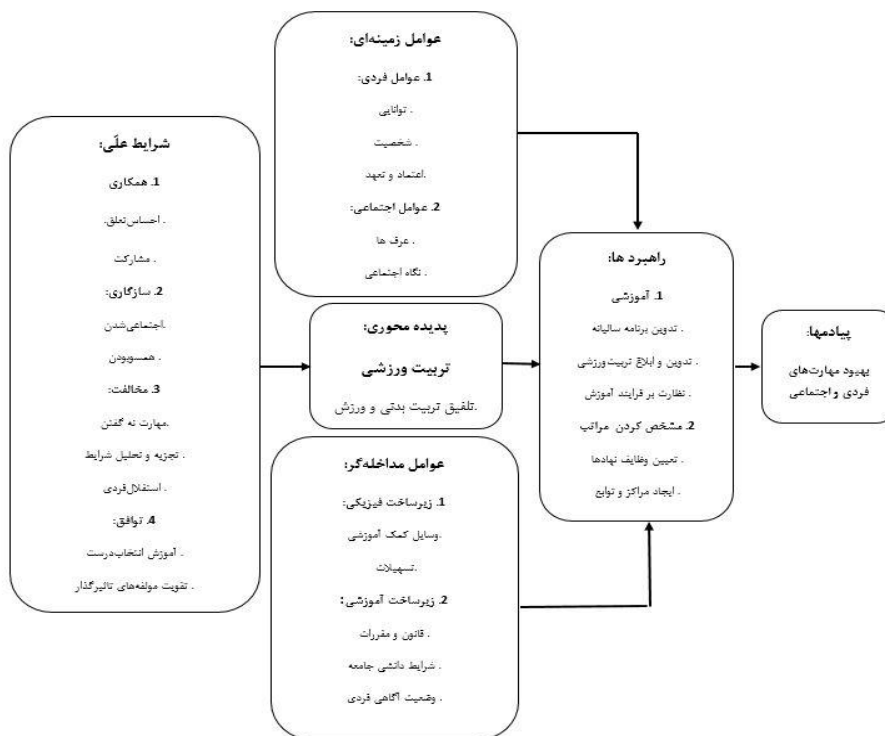 شرایط علّی:
1. همکاری
. احساس‌تعلق.
. مشارکت
2. سازگاری:
.اجتماعی‌شدن
. همسوبودن
3. مخالفت:
.مهارت نه گفتن
. تجزیه و تحلیل شرایط
. استقلال‌فردی
4. توافق:
. آموزش انتخاب‌درست
. تقویت مولفه‌های تاثیرگذار
عوامل زمینه‌ای:
1. عوامل فردی:
. توانایی
. شخصیت
.اعتماد و تعهد
2. عوامل اجتماعی:
. عرف ها
. نگاه اجتماعی
پدیده محوری:
تربیت ورزشی
.تلفیق تربیت بدنی و ورزش
عوامل مداخله‌گر:
1. زیرساخت فیزیکی:
.وسایل کمک آموزشی
.تسهیلات
2. زیرساخت آموزشی:
. قانون و مقررات
. شرایط دانشی جامعه
. وضعیت آگاهی فردی
راهبرد ها:
1. آموزشی
. تدوین برنامه سالیانه
. تدوین و ابلاغ تربیت‌ورزشی
. نظارت بر فرایند آموزش
2. مشخص کردن مراتب
. تعیین وظایف نهادها
. ایجاد مراکز و توابع
پیادمها:
بهبود مهارت‌های
فردی و اجتماعی